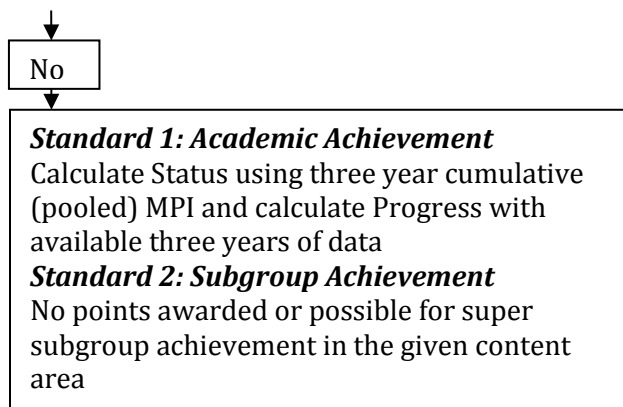 No
Standard 1: Academic Achievement
Calculate Status using three year cumulative
(pooled) MPI and calculate Progress with
available three years of data
Standard 2: Subgroup Achievement
No points awarded or possible for super
subgroup achievement in the given content
area